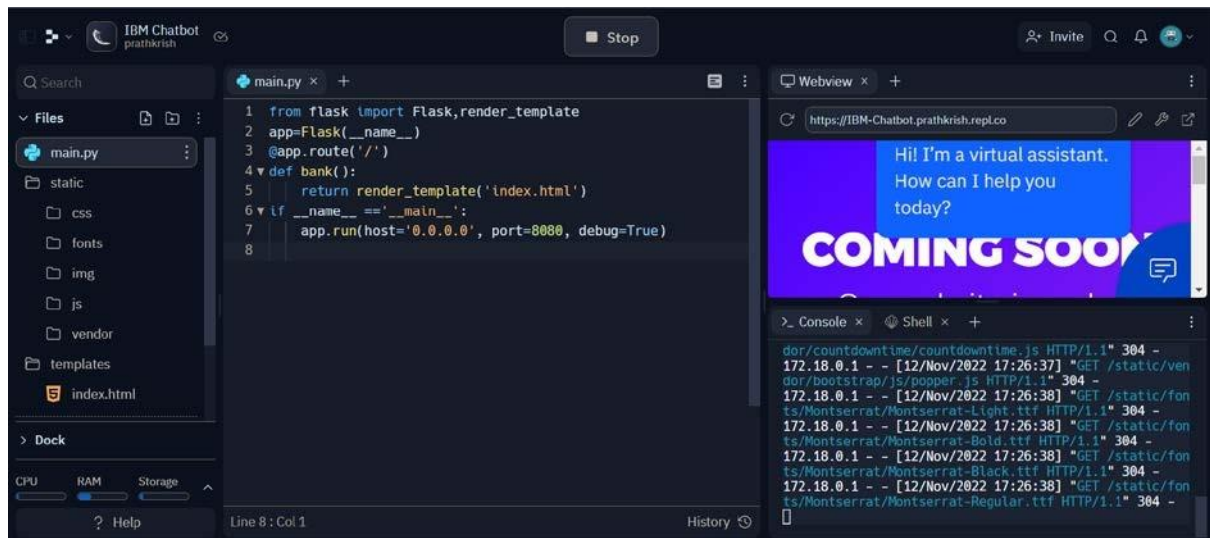 IBM Chatbot
prathkrish
Stop
Invite
Search
main.py × +
Webview × +
Files
main.py
static
css
fonts
img
js
vendor
templates
index.html
Dock
CPU RAM Storage
? Help
1 from flask import Flask,render_template
2 app=Flask(__name__)
3 @app.route('/')
4 def bank():
5 return render_template('index.html')
6 if __name__ =='__main__':
7 app.run(host='0.0.0.0', port=8080, debug=True)
8
Line 8 : Col 1
History
https://IBM-Chatbot.prathkrish.repl.co
Hi! I'm a virtual assistant.
How can I help you
today?
COMING SOON
>_ Console × Shell × +
dor/countdowntime/countdowntime.js HTTP/1.1" 304 -
172.18.0.1 - - [12/Nov/2022 17:26:37] "GET /static/ven
dor/bootstrap/js/popper.js HTTP/1.1" 304 -
172.18.0.1 - - [12/Nov/2022 17:26:38] "GET /static/fon
ts/Montserrat/Montserrat-Light.ttf HTTP/1.1" 304 -
172.18.0.1 - - [12/Nov/2022 17:26:38] "GET /static/fon
ts/Montserrat/Montserrat-Bold.ttf HTTP/1.1" 304 -
172.18.0.1 - - [12/Nov/2022 17:26:38] "GET /static/fon
ts/Montserrat/Montserrat-Black.ttf HTTP/1.1" 304 -
172.18.0.1 - - [12/Nov/2022 17:26:38] "GET /static/fon
ts/Montserrat/Montserrat-Regular.ttf HTTP/1.1" 304 -